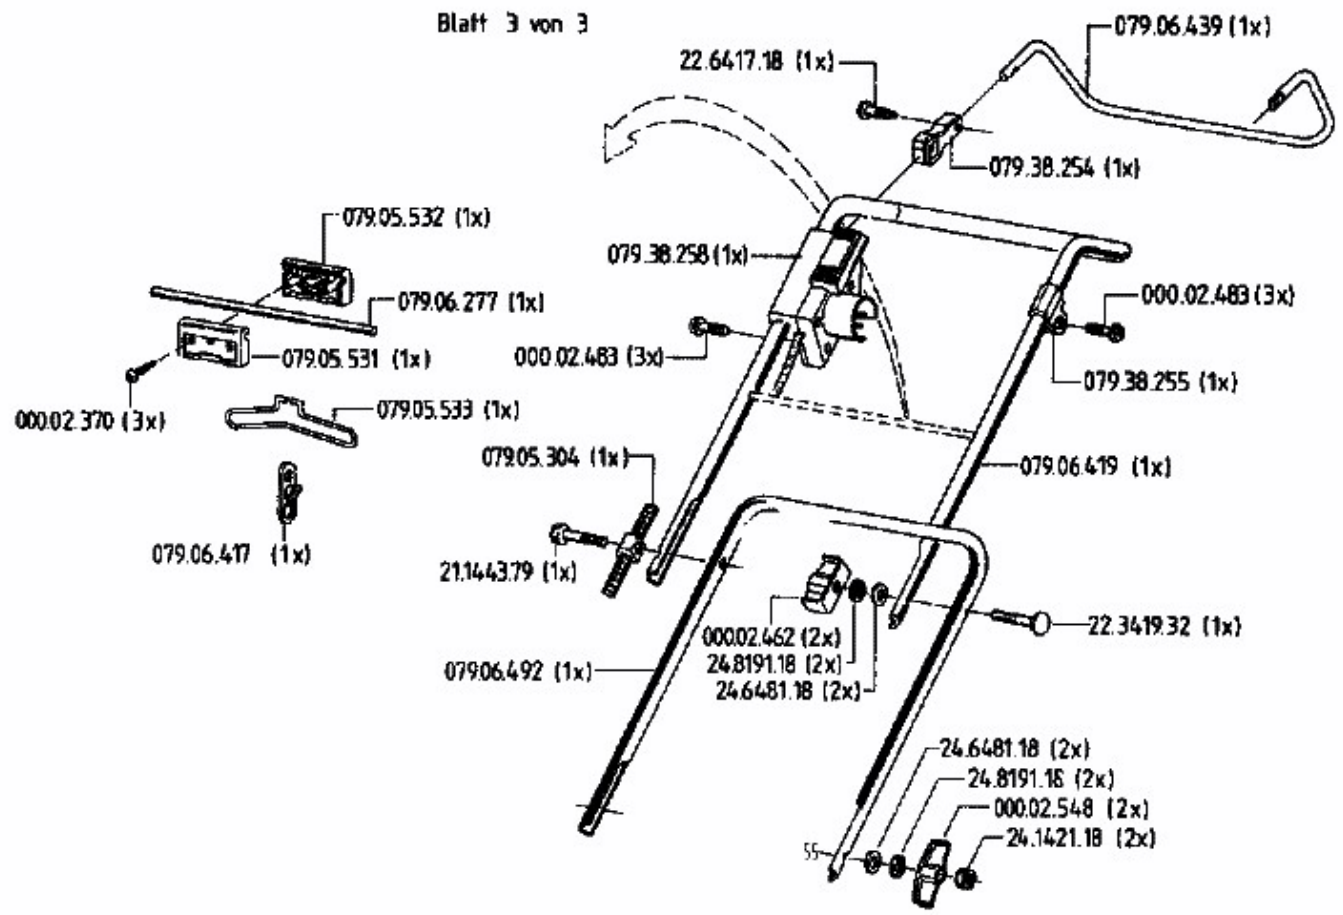 Blatt 3 von 3
079.06.439 (1x)
22.6417.18 (1x)
079.38.254 (1x)
079.05.532 (1x)
079.38.258 (1x)
079.06.277 (1x)
000.02.483 (3x)
000.02.483 (3x)
079.05.531 (1x)
079.38.255 (1x)
000.02.370 (3x)
079.05.533 (1x)
079.05.304 (1x)
079.06.419 (1x)
079.06.417 (1x)
21.1443.79 (1x)
22.3419.32 (1x)
000.02.462 (2x)
24.8191.18 (2x)
24.6481.18 (2x)
079.06.492 (1x)
24.6481.18 (2x)
24.8191.18 (2x)
000.02.548 (2x)
24.1421.18 (2x)